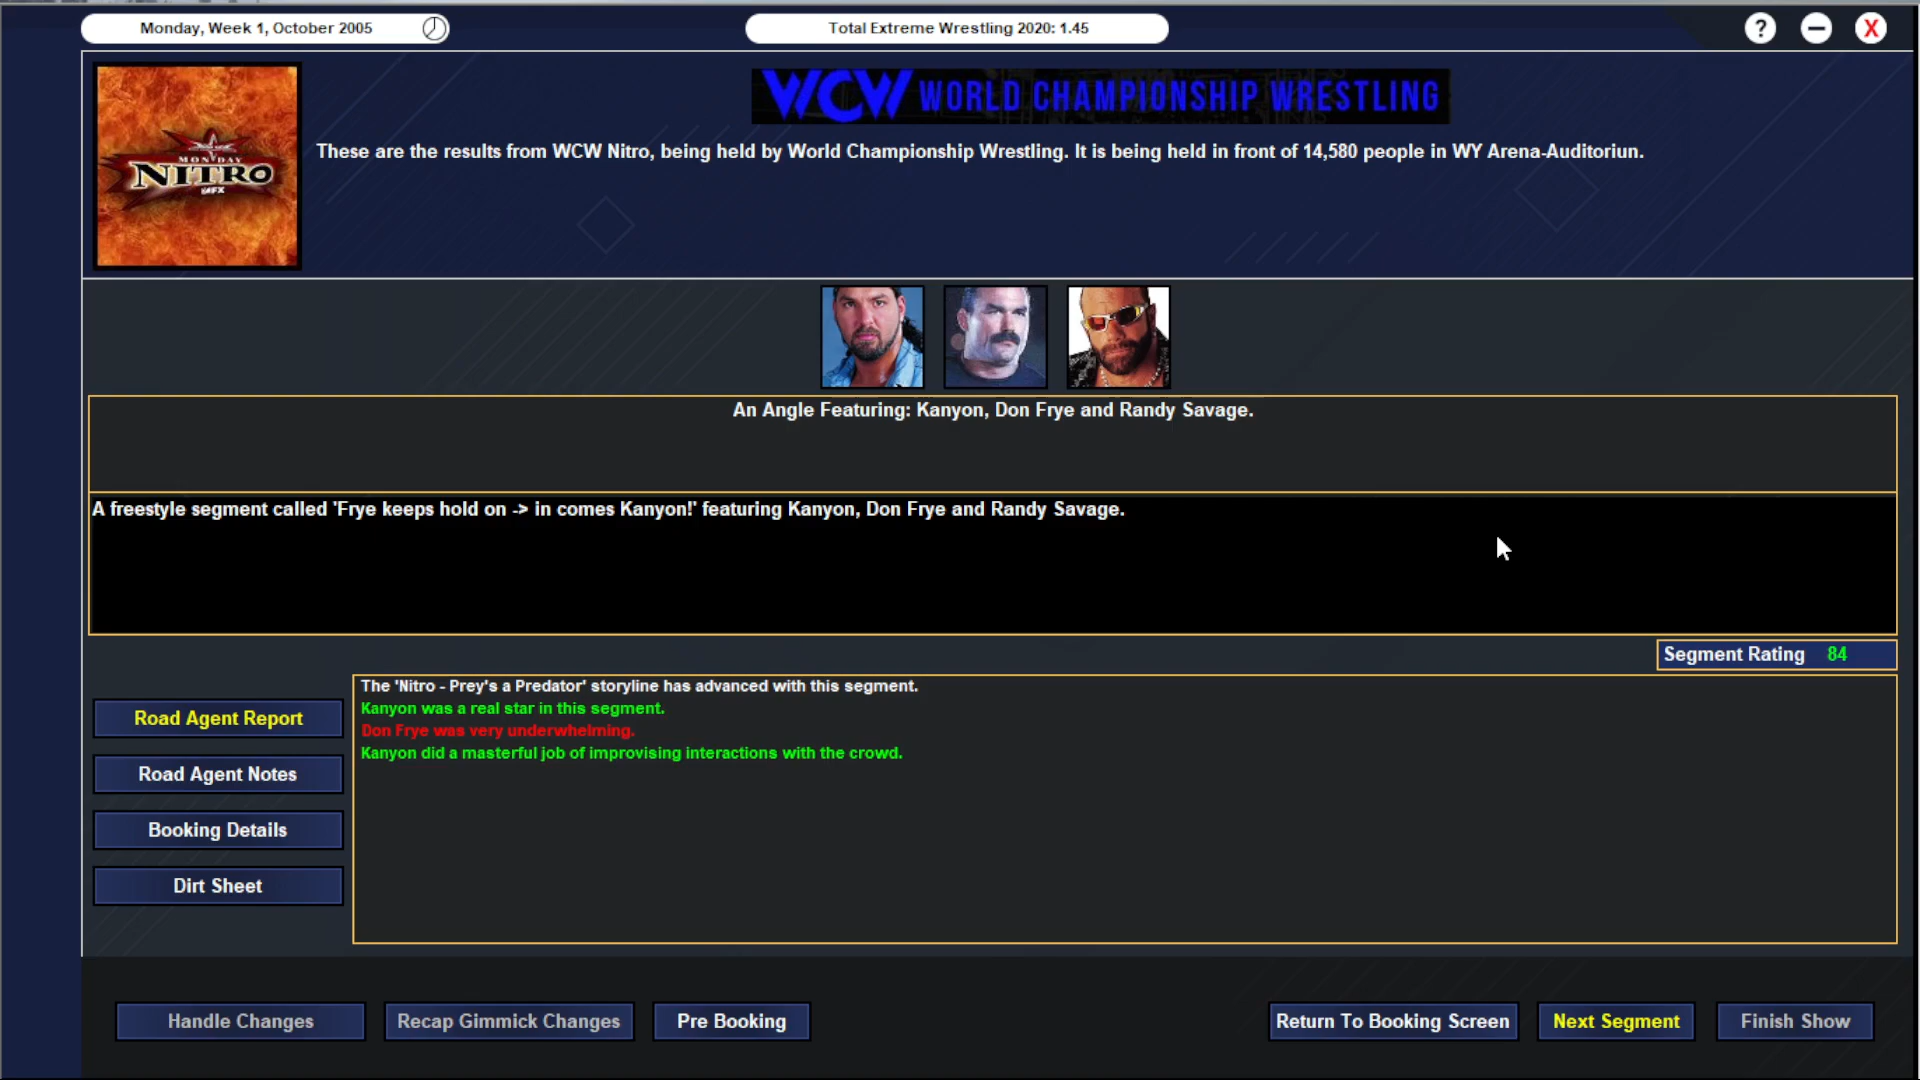 Monday, Week 1, October 2005
Total Extreme Wrestling 2020: 1.45
?
X
MONDAY
NITRO
WCW WORLD CHAMPIONSHIP WRESTLING
These are the results from WCW Nitro, being held by World Championship Wrestling. It is being held in front of 14,580 people in WY Arena-Auditoriun.
An Angle Featuring: Kanyon, Don Frye and Randy Savage.
A freestyle segment called 'Frye keeps hold on -> in comes Kanyon!' featuring Kanyon, Don Frye and Randy Savage.
Segment Rating 84
Road Agent Report
Road Agent Notes
Booking Details
Dirt Sheet
The 'Nitro - Prey's a Predator' storyline has advanced with this segment.
Kanyon was a real star in this segment.
Don Frye was very underwhelming.
Kanyon did a masterful job of improvising interactions with the crowd.
Handle Changes
Recap Gimmick Changes
Pre Booking
Return To Booking Screen
Next Segment
Finish Show